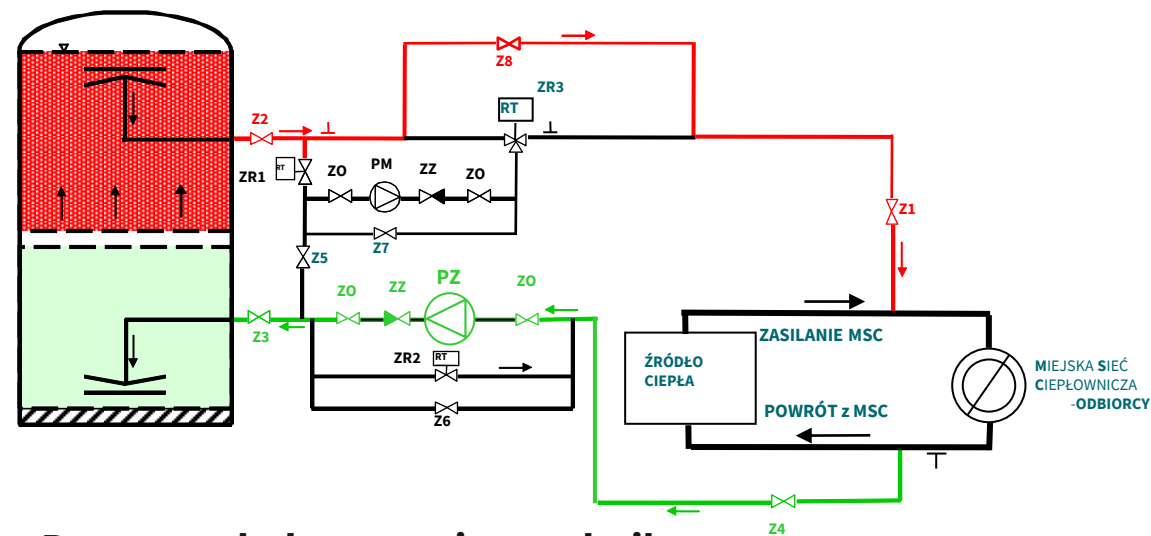 Z8
ZR3
RT
Z2
RT
ZR1
ZO
PM
ZZ
ZO
Z7
Z5
Z1
ZO
ZZ
PZ
ZO
Z3
ZR2
RT
Z6
ZASILANIE MSC
ŹRÓDŁO
CIEPŁA
POWRÓT z MSC
MIEJSKA SIEĆ
CIEPŁOWNICZA
-ODBIORCY
Z4